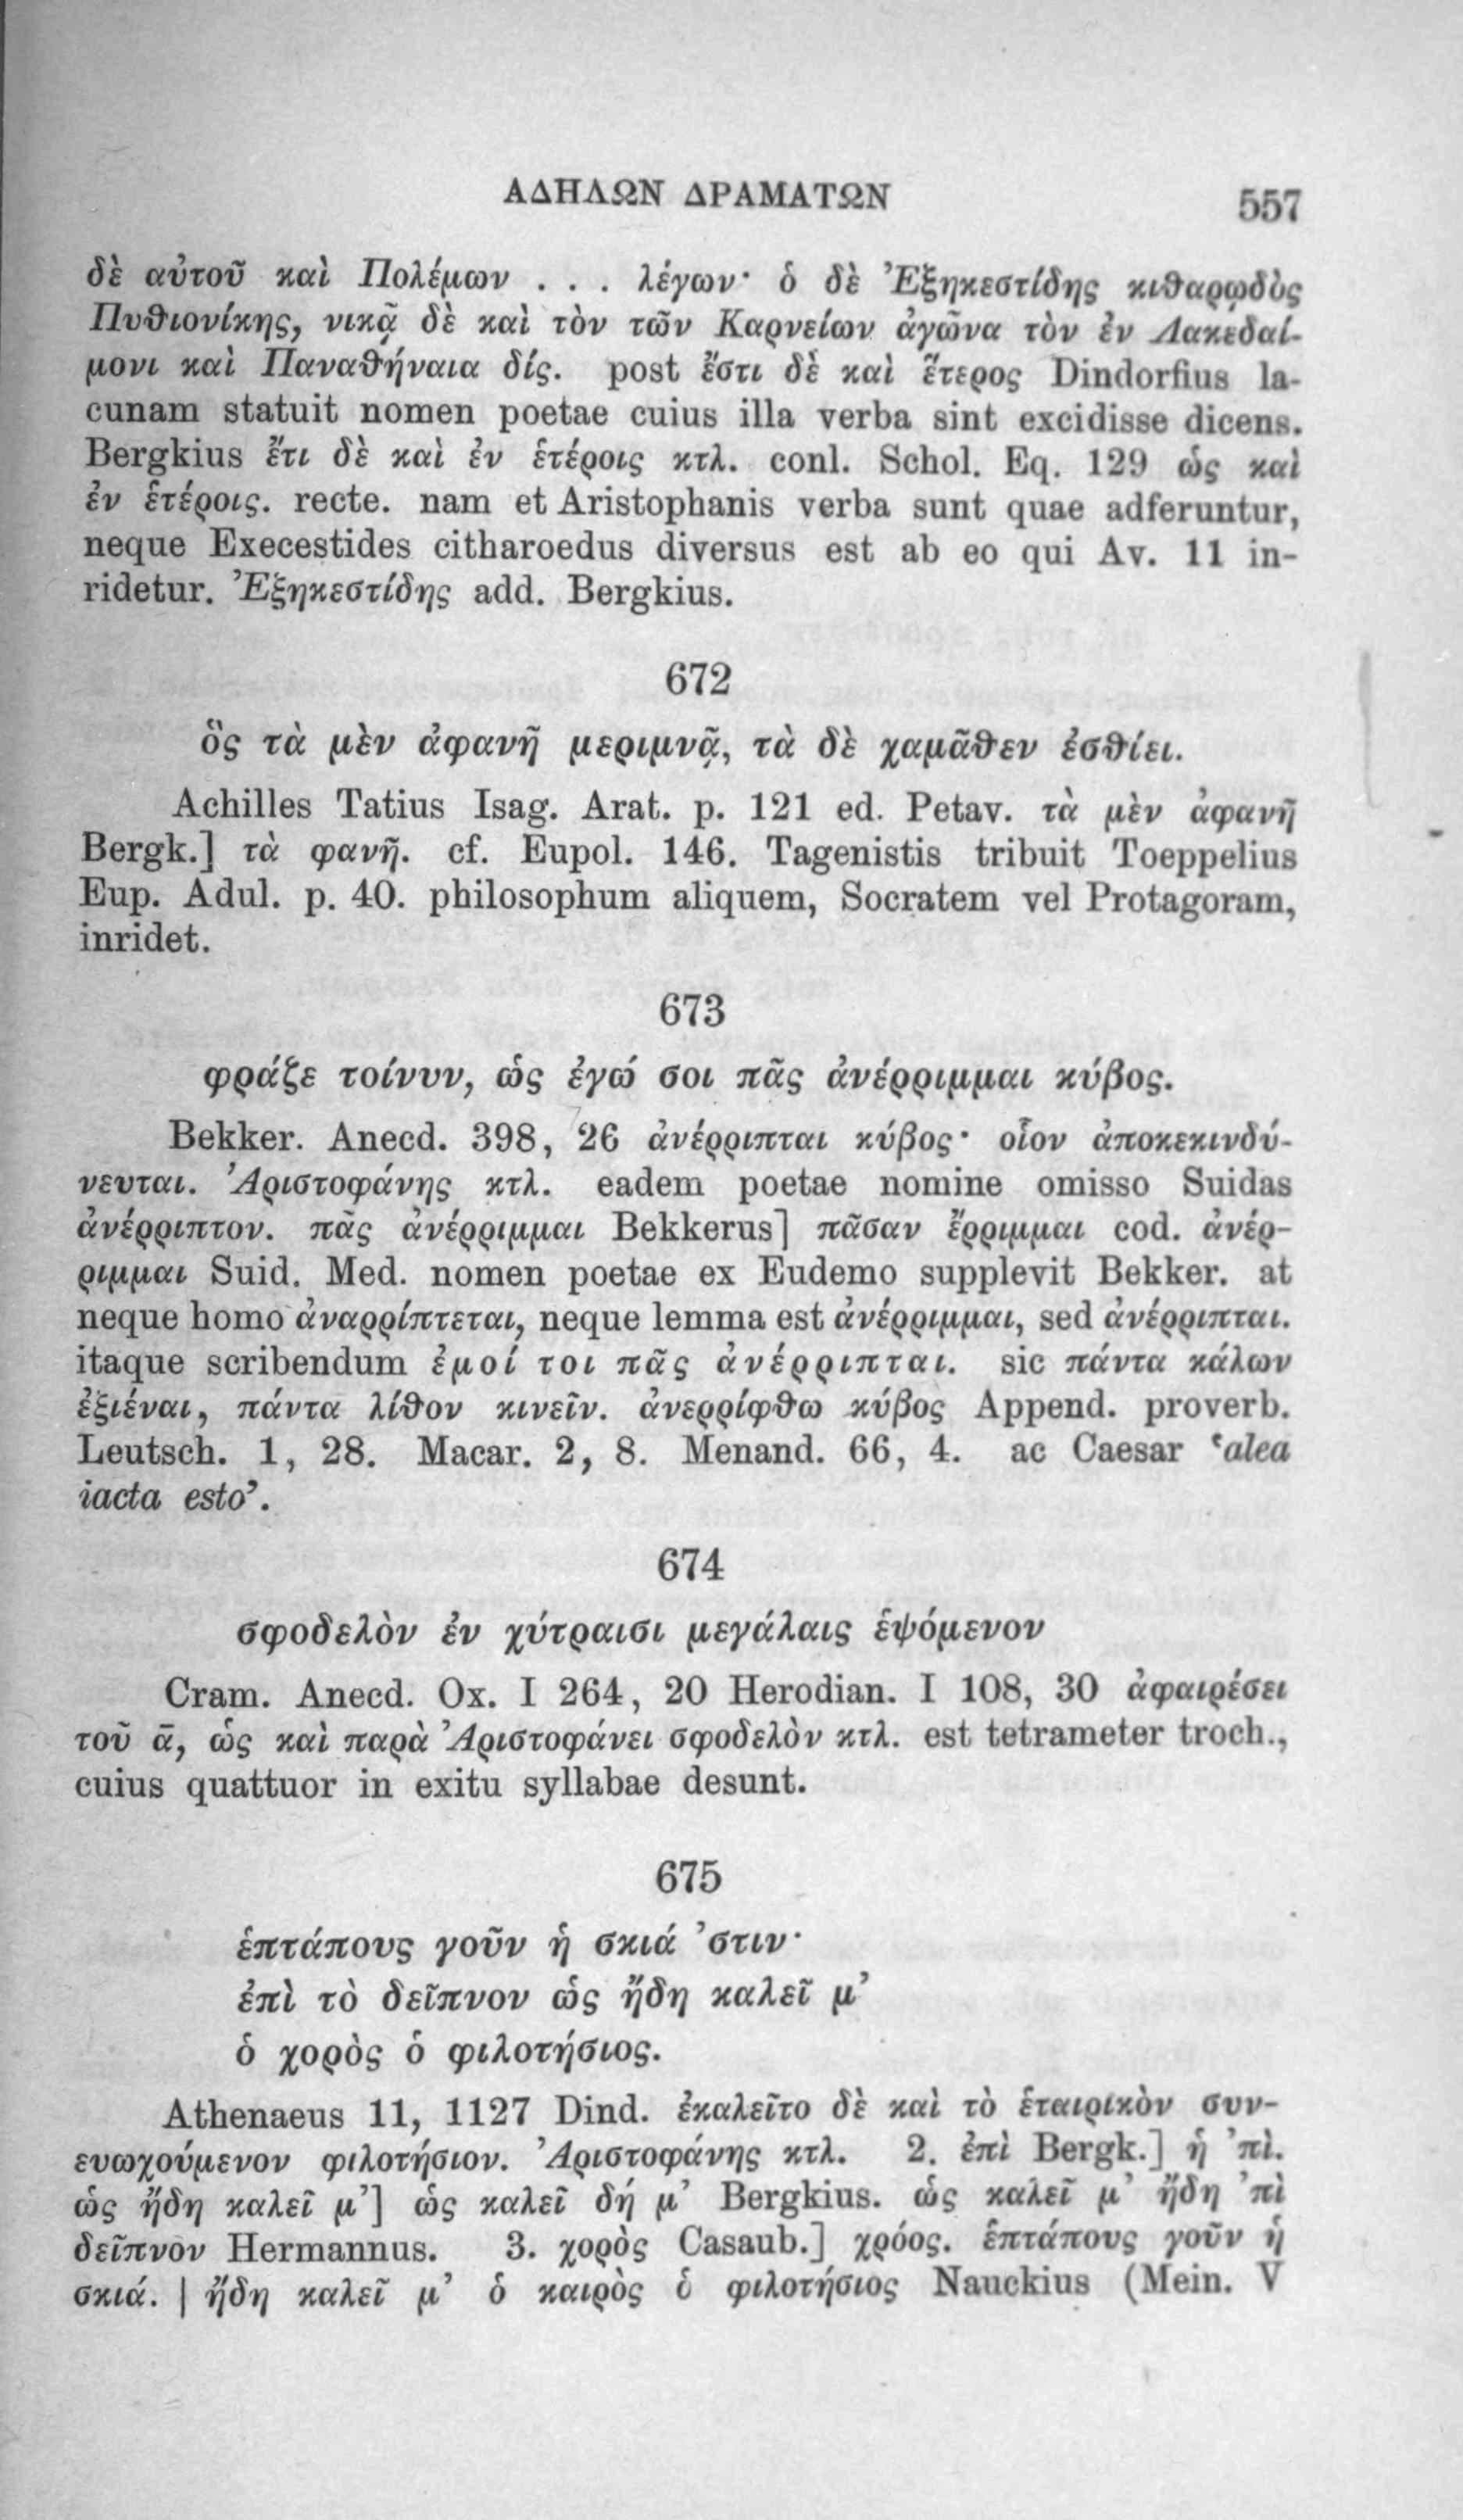 ΑΔΗΛΩΝ ΔΡΑΜΑΤΩΝ 557
δὲ αὐτοῦ καὶ Πολέμων . . . λέγων· ὁ δὲ Ἐξηκεστίδης κιθαρῳδὸς
Πυθιονίκης, νικᾷ δὲ καὶ τὸν τῶν Καρνείων ἀγῶνα τὸν ἐν Λακεδαί-
μονι καὶ Παναθήναια δίς. post ἔστι δὲ καὶ ἕτερος Dindorfius la-
cunam statuit nomen poetae cuius illa verba sint excidisse dicens.
Bergkius ἔτι δὲ καὶ ἐν ἑτέροις κτλ. conl. Schol. Eq. 129 ὡς καὶ
ἐν ἑτέροις. recte. nam et Aristophanis verba sunt quae adferuntur,
neque Execestides citharoedus diversus est ab eo qui Av. 11 in-
ridetur. Ἐξηκεστίδης add. Bergkius.
672
ὃς τὰ μὲν ἀφανῆ μεριμνᾷ, τὰ δὲ χαμᾶθεν ἐσθίει.
Achilles Tatius Isag. Arat. p. 121 ed. Petav. τὰ μὲν ἀφανῆ
Bergk.] τὰ φανῆ. cf. Eupol. 146. Tagenistis tribuit Toeppelius
Eup. Adul. p. 40. philosophum aliquem, Socratem vel Protagoram,
inridet.
673
φράζε τοίνυν, ὡς ἐγώ σοι πᾶς ἀνέρριμμαι κύβος.
Bekker. Anecd. 398, 26 ἀνέρριπται κύβος· οἷον ἀποκεκινδύ-
νευται. Ἀριστοφάνης κτλ. eadem poetae nomine omisso Suidas
ἀνέρριπτον. πᾶς ἀνέρριμμαι Bekkerus] πᾶσαν ἔρριμμαι cod. ἀνέρ-
ριμμαι Suid. Med. nomen poetae ex Eudemo supplevit Bekker. at
neque homo ἀναρρίπτεται, neque lemma est ἀνέρριμμαι, sed ἀνέρριπται.
itaque scribendum ἐμοί τοι πᾶς ἀνέρριπται. sic πάντα κάλων
ἐξιέναι, πάντα λίθον κινεῖν. ἀνερρίφθω κύβος Append. proverb.
Leutsch. 1, 28. Macar. 2, 8. Menand. 66, 4. ac Caesar ‘alea
iacta esto’.
674
σφοδελὸν ἐν χύτραισι μεγάλαις ἑψόμενον
Cram. Anecd. Ox. I 264, 20 Herodian. I 108, 30 ἀφαιρέσει
τοῦ ᾱ, ὡς καὶ παρὰ Ἀριστοφάνει σφοδελὸν κτλ. est tetrameter troch.,
cuius quattuor in exitu syllabae desunt.
675
ἑπτάπους γοῦν ἡ σκιά ’στιν·
ἐπὶ τὸ δεῖπνον ὡς ἤδη καλεῖ μ’
ὁ χορὸς ὁ φιλοτήσιος.
Athenaeus 11, 1127 Dind. ἐκαλεῖτο δὲ καὶ τὸ ἑταιρικὸν συν-
ευωχούμενον φιλοτήσιον. Ἀριστοφάνης κτλ. 2. ἐπὶ Bergk.] ἡ ’πὶ.
ὡς ἤδη καλεῖ μ’] ὡς καλεῖ δή μ’ Bergkius. ὡς καλεῖ μ’ ἤδη ’πὶ
δεῖπνον Hermannus. 3. χορὸς Casaub.] χρόος. ἑπτάπους γοῦν ἡ
σκιά. | ἤδη καλεῖ μ’ ὁ καιρὸς ὁ φιλοτήσιος Nauckius (Mein. V